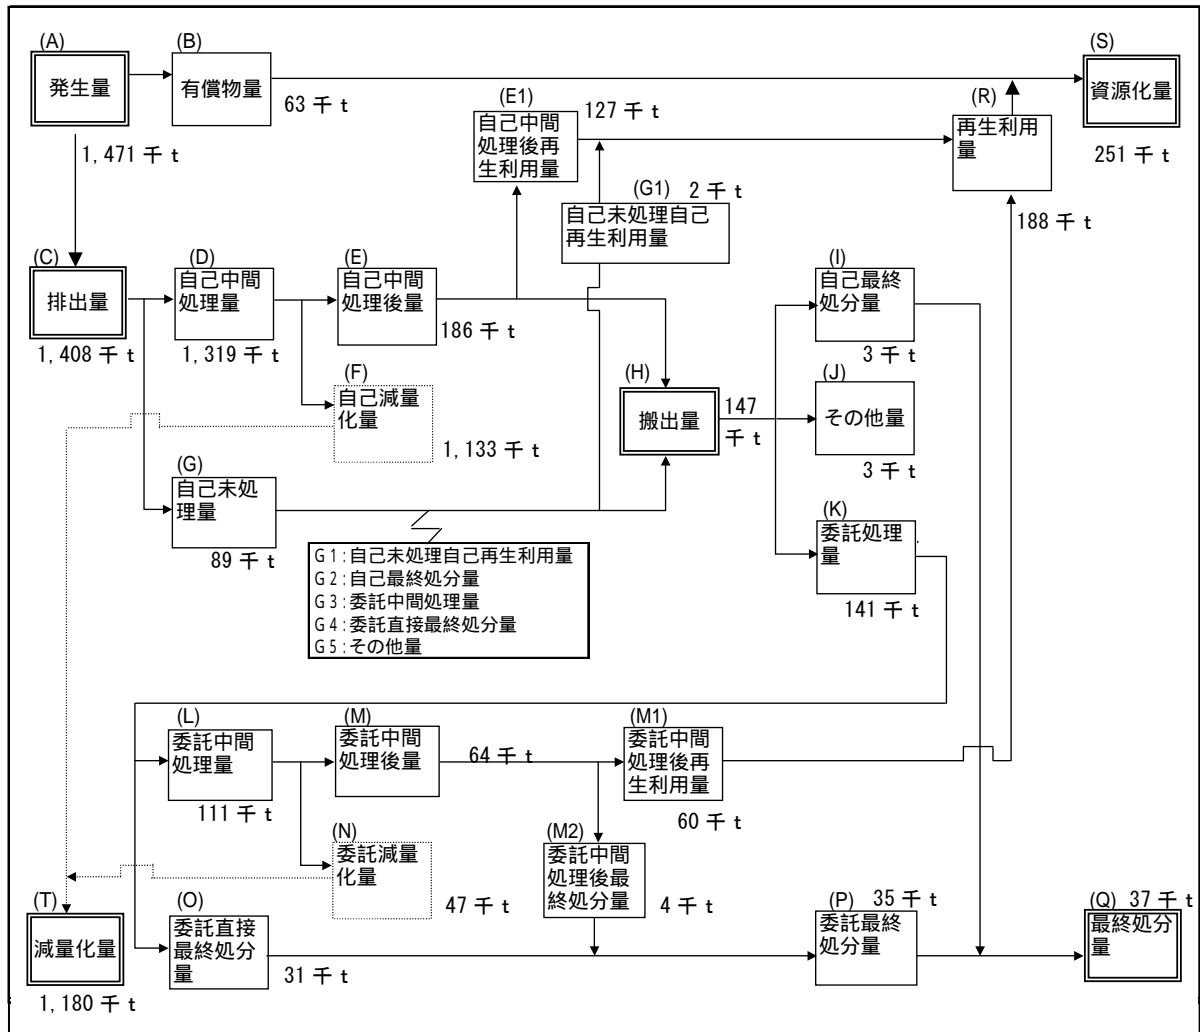 (A)
発生量
1,471 千 t
(B)
有償物量
63 千 t
(S)
資源化量
251 千 t
(E1)
自己中間
処理後再
生利用量
127 千 t
(R)
再生利用
量
188 千 t
(G1)
2 千 t
自己未処理自己
再生利用量
(C)
排出量
1,408 千 t
(D)
自己中間
処理量
1,319 千 t
(E)
自己中間
処理後量
186 千 t
(F)
自己減量
化量
1,133 千 t
(G)
自己未処
理量
89 千 t
G1:自己未処理自己再生利用量
G2:自己最終処分量
G3:委託中間処理量
G4:委託直接最終処分量
G5:その他量
(H)
搬出量
147
千 t
(I)
自己最終
処分量
3 千 t
(J)
その他量
3 千 t
(K)
委託処理
量
141 千 t
(L)
委託中間
処理量
111 千 t
(M)
委託中間
処理後量
64 千 t
(M1)
委託中間
処理後再
生利用量
60 千 t
(N)
委託減量
化量
47 千 t
(M2)
委託中間
処理後最
終処分量
4 千 t
(T)
減量化量
1,180 千 t
(O)
委託直接
最終処分
量
31 千 t
(P)
委託最終
処分量
35 千 t
(Q)
37 千 t
最終処分
量